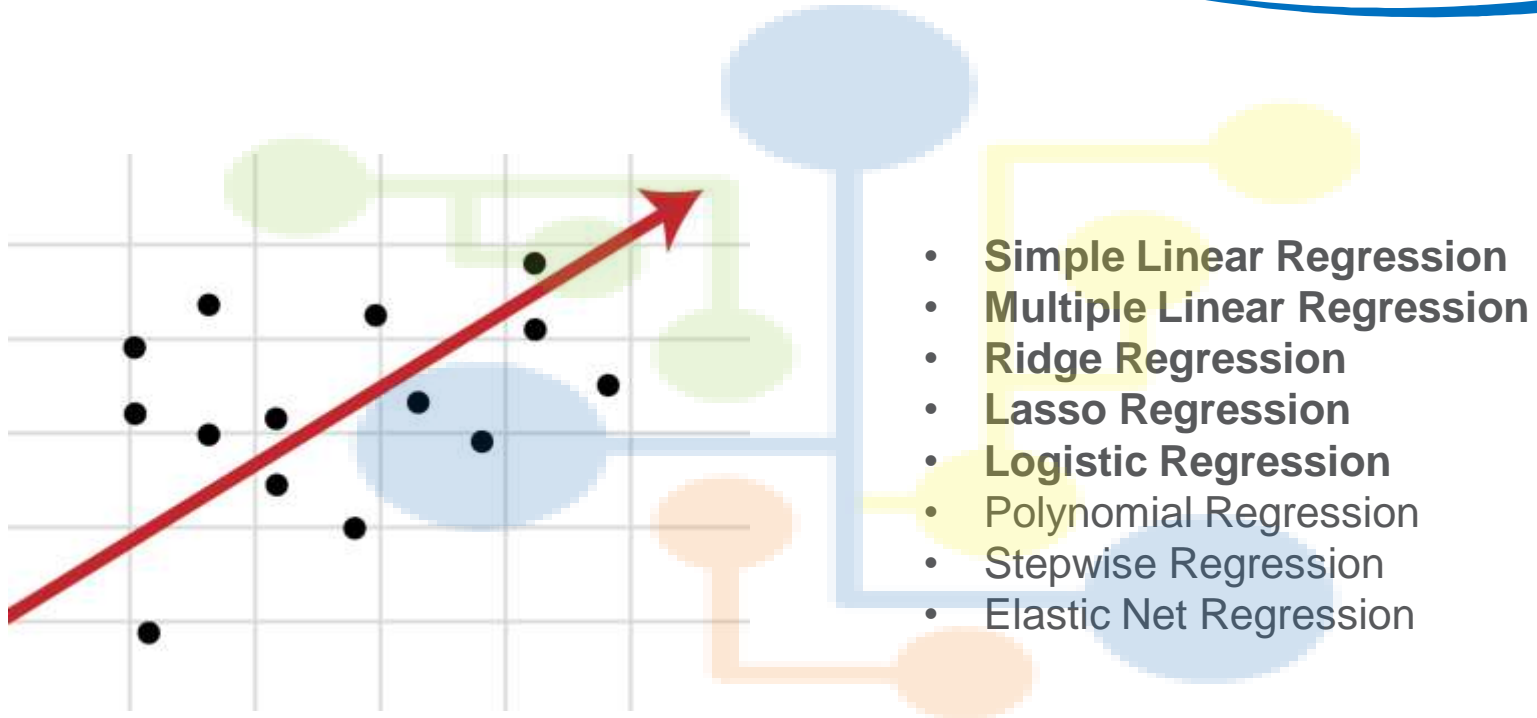 • Simple Linear Regression
• Multiple Linear Regression
• Ridge Regression
• Lasso Regression
• Logistic Regression
• Polynomial Regression
• Stepwise Regression
• Elastic Net Regression